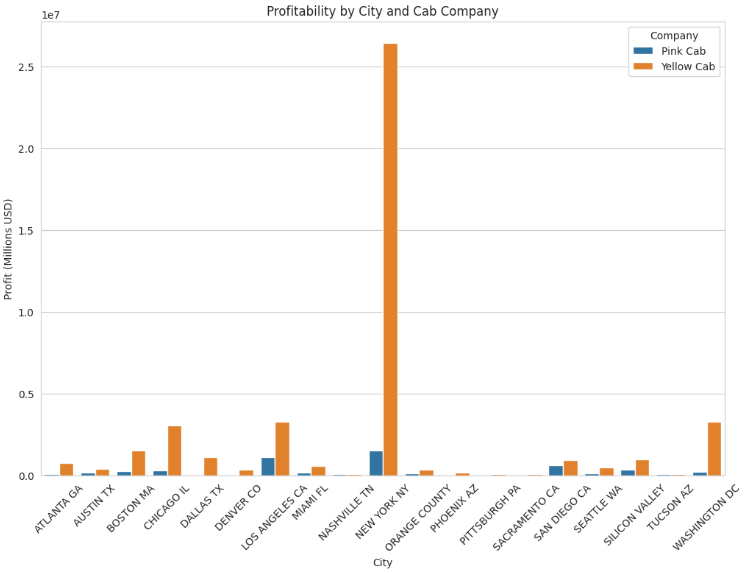 Profitability by City and Cab Company
1e7
Company
Pink Cab
Yellow Cab
2.5
2.0
1.5
1.0
0.5
0.0
Profit (Millions USD)
ATLANTA GA
AUSTIN TX
BOSTON MA
CHICAGO IL
DALLAS TX
DENVER CO
LOS ANGELES CA
MIAMI FL
NASHVILLE TN
NEW YORK NY
ORANGE COUNTY
PHOENIX AZ
PITTSBURGH PA
SACRAMENTO CA
SAN DIEGO CA
SEATTLE WA
SILICON VALLEY
TUCSON AZ
WASHINGTON DC
City